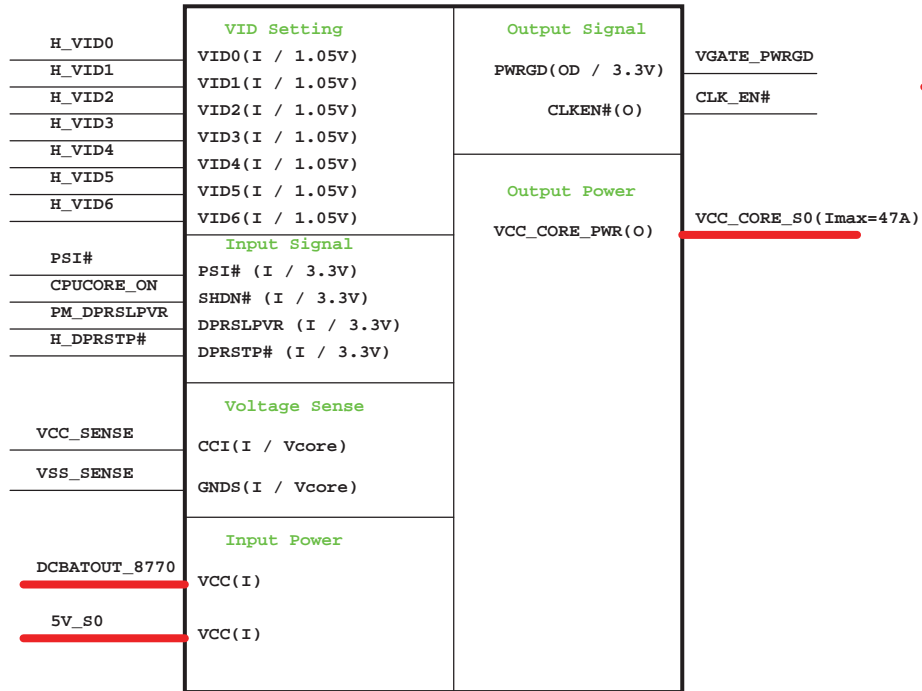 VID Setting
H_VID0
VID0(I / 1.05V)
H_VID1
VID1(I / 1.05V)
H_VID2
VID2(I / 1.05V)
H_VID3
VID3(I / 1.05V)
H_VID4
VID4(I / 1.05V)
H_VID5
VID5(I / 1.05V)
H_VID6
VID6(I / 1.05V)
Input Signal
PSI#
PSI# (I / 3.3V)
CPUCORE_ON
SHDN# (I / 3.3V)
PM_DPRSLPVR
DPRSLPVR (I / 3.3V)
H_DPRSTP#
DPRSTP# (I / 3.3V)
Voltage Sense
VCC_SENSE
CCI(I / Vcore)
VSS_SENSE
GNDS(I / Vcore)
Input Power
DCBATOUT_8770
VCC(I)
5V_S0
VCC(I)
Output Signal
PWRGD(OD / 3.3V)
VGATE_PWRGD
CLKEN#(O)
CLK_EN#
Output Power
VCC_CORE_PWR(O)
VCC_CORE_S0(Imax=47A)